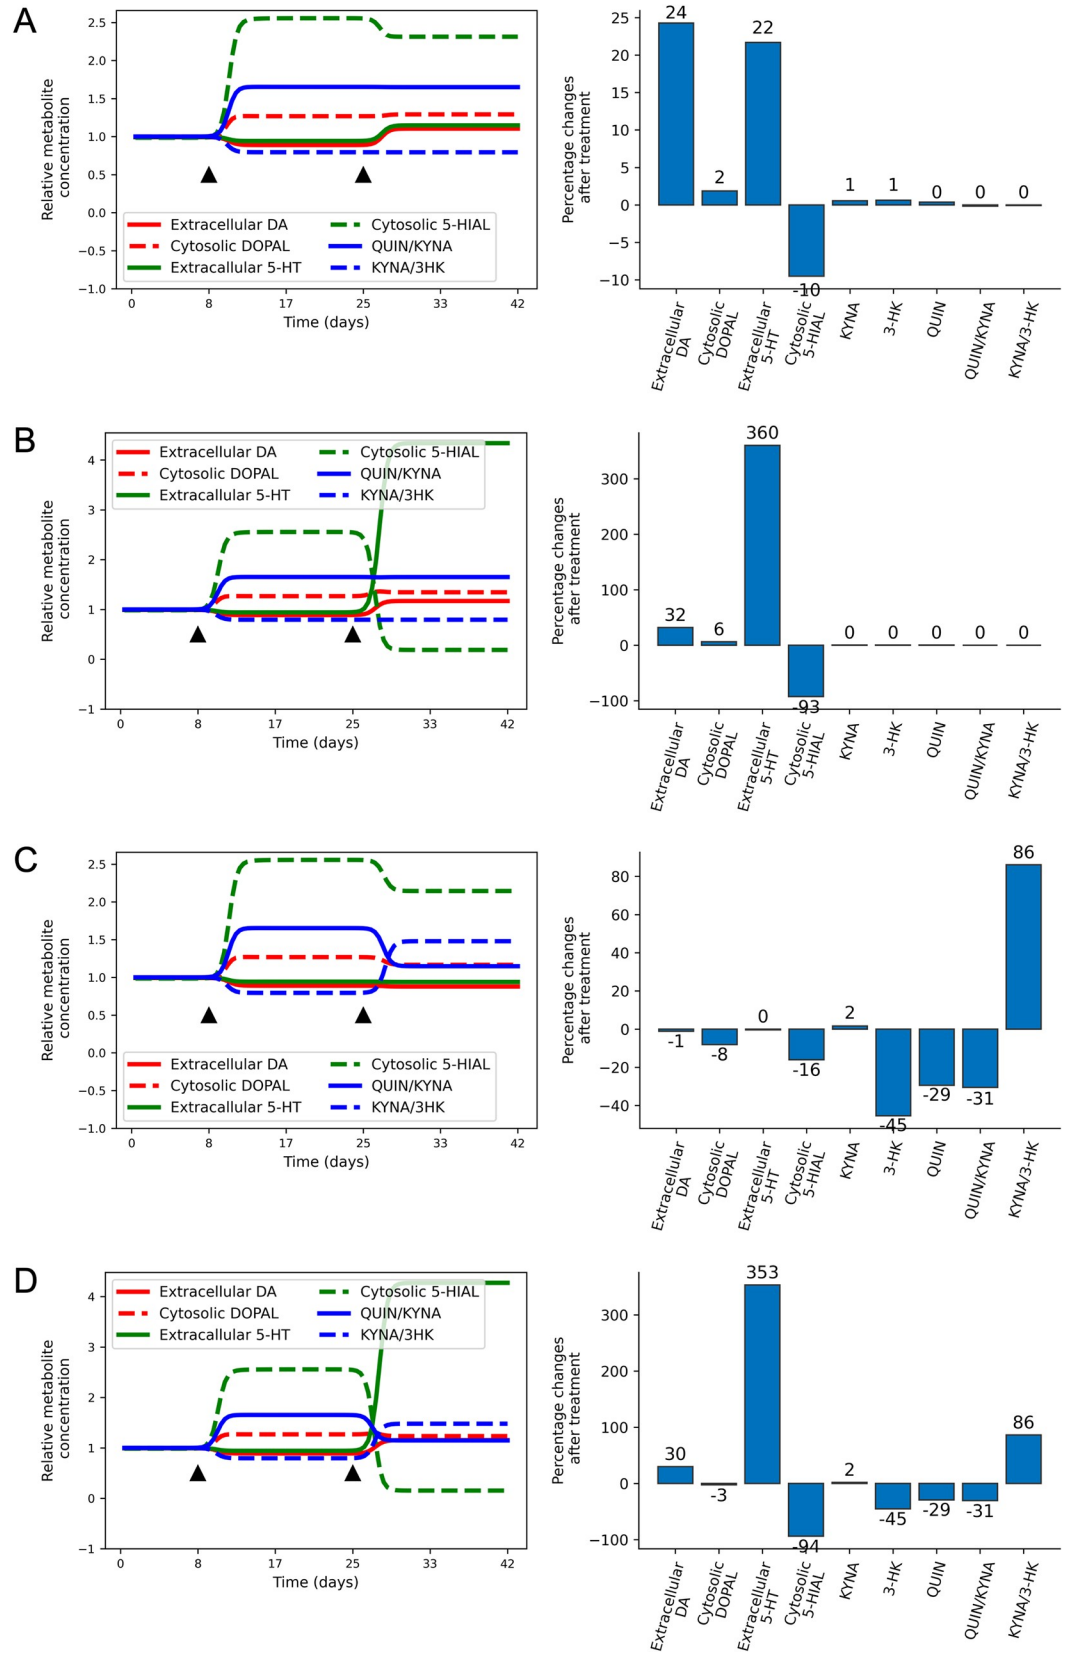 A
Relative metabolite
concentration
2.5
2.0
1.5
1.0
0.5
0.0
−0.5
−1.0
Extracellular DA
Cytosolic DOPAL
Extracallular 5-HT
Cytosolic 5-HIAL
QUIN/KYNA
KYNA/3HK
0 8 17 25 33 42
Time (days)
Percentage changes
after treatment
25
20
15
10
5
0
−5
−10
24 2 22 -10 1 1 0 0 0
Extracellular
DA
Cytosolic
DOPAL
Extracellular
5-HT
Cytosolic
5-HIAL
KYNA
3-HK
QUIN
QUIN/KYNA
KYNA/3-HK
B
Relative metabolite
concentration
4
3
2
1
0
−1
Extracellular DA
Cytosolic DOPAL
Extracallular 5-HT
Cytosolic 5-HIAL
QUIN/KYNA
KYNA/3HK
0 8 17 25 33 42
Time (days)
Percentage changes
after treatment
300
200
100
0
−100
32 6 360 -93 0 0 0 0 0
Extracellular
DA
Cytosolic
DOPAL
Extracellular
5-HT
Cytosolic
5-HIAL
KYNA
3-HK
QUIN
QUIN/KYNA
KYNA/3-HK
C
Relative metabolite
concentration
2.5
2.0
1.5
1.0
0.5
0.0
−0.5
−1.0
Extracellular DA
Cytosolic DOPAL
Extracallular 5-HT
Cytosolic 5-HIAL
QUIN/KYNA
KYNA/3HK
0 8 17 25 33 42
Time (days)
Percentage changes
after treatment
80
60
40
20
0
−20
−40
-1 -8 0 -16 2 -45 -29 -31 86
Extracellular
DA
Cytosolic
DOPAL
Extracellular
5-HT
Cytosolic
5-HIAL
KYNA
3-HK
QUIN
QUIN/KYNA
KYNA/3-HK
D
Relative metabolite
concentration
4
3
2
1
0
−1
Extracellular DA
Cytosolic DOPAL
Extracallular 5-HT
Cytosolic 5-HIAL
QUIN/KYNA
KYNA/3HK
0 8 17 25 33 42
Time (days)
Percentage changes
after treatment
300
200
100
0
−100
30 -3 353 -94 2 -45 -29 -31 86
Extracellular
DA
Cytosolic
DOPAL
Extracellular
5-HT
Cytosolic
5-HIAL
KYNA
3-HK
QUIN
QUIN/KYNA
KYNA/3-HK